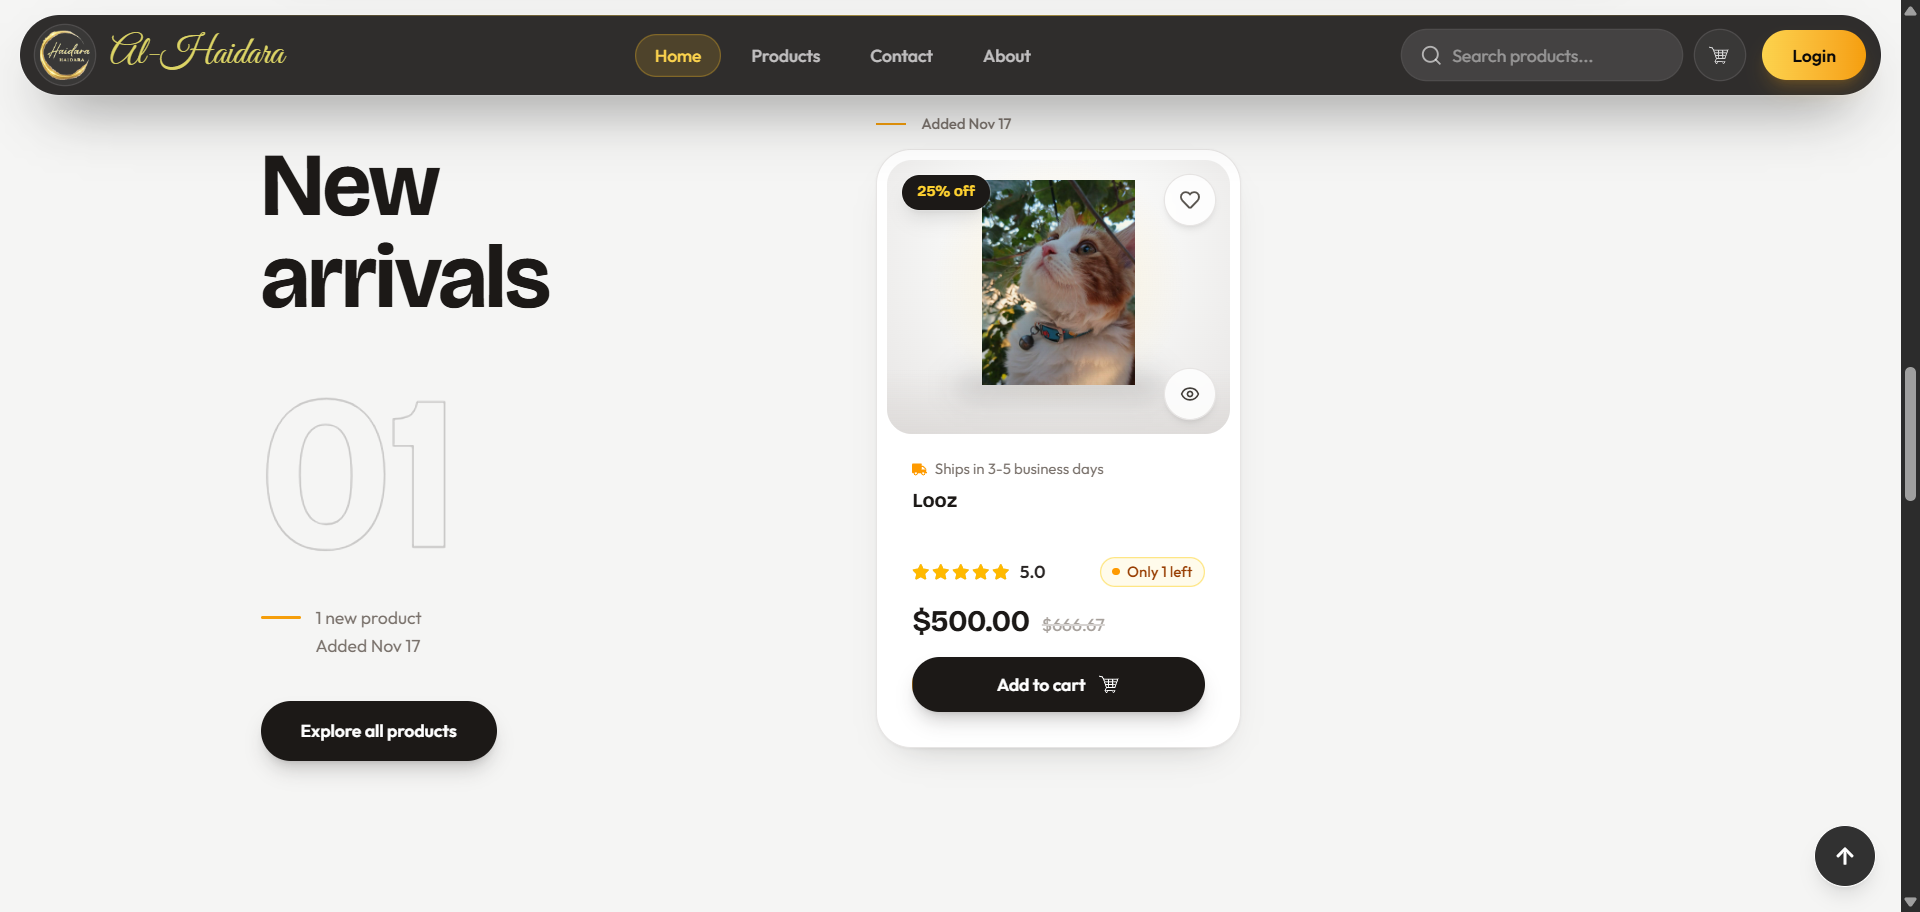 Haidara
HAIDARA
Al-Haidara
Home
Products
Contact
About
Search products...
Login
New
arrivals
01
1 new product
Added Nov 17
Explore all products
Added Nov 17
25% off
Ships in 3-5 business days
Looz
5.0
Only 1 left
$500.00 $666.67
Add to cart